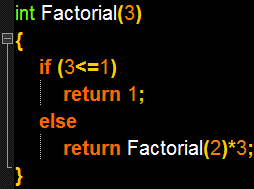 int Factorial(3)
{
if (3<=1)
return 1;
else
return Factorial(2)*3;
}